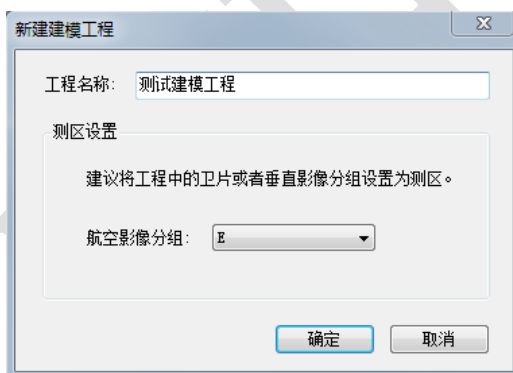 新建建模工程
工程名称: 测试建模工程
测区设置
建议将工程中的卫片或者垂直影像分组设置为测区。
航空影像分组: E
确定 取消